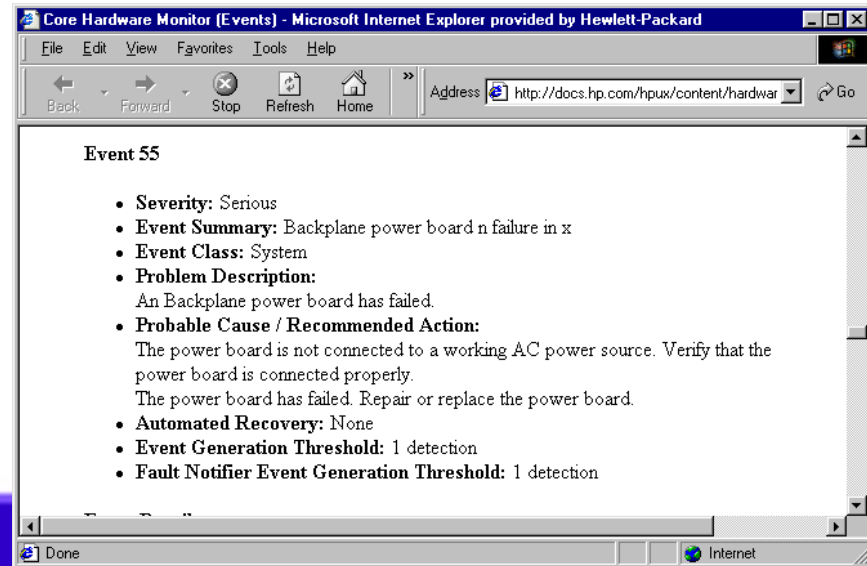 Core Hardware Monitor (Events) - Microsoft Internet Explorer provided by Hewlett-Packard
File Edit View Favorites Tools Help
Back Forward Stop Refresh Home » Address http://docs.hp.com/hpux/content/hardwar Go
Event 55
• Severity: Serious
• Event Summary: Backplane power board n failure in x
• Event Class: System
• Problem Description:
An Backplane power board has failed.
• Probable Cause / Recommended Action:
The power board is not connected to a working AC power source. Verify that the
power board is connected properly.
The power board has failed. Repair or replace the power board.
• Automated Recovery: None
• Event Generation Threshold: 1 detection
• Fault Notifier Event Generation Threshold: 1 detection
Done Internet